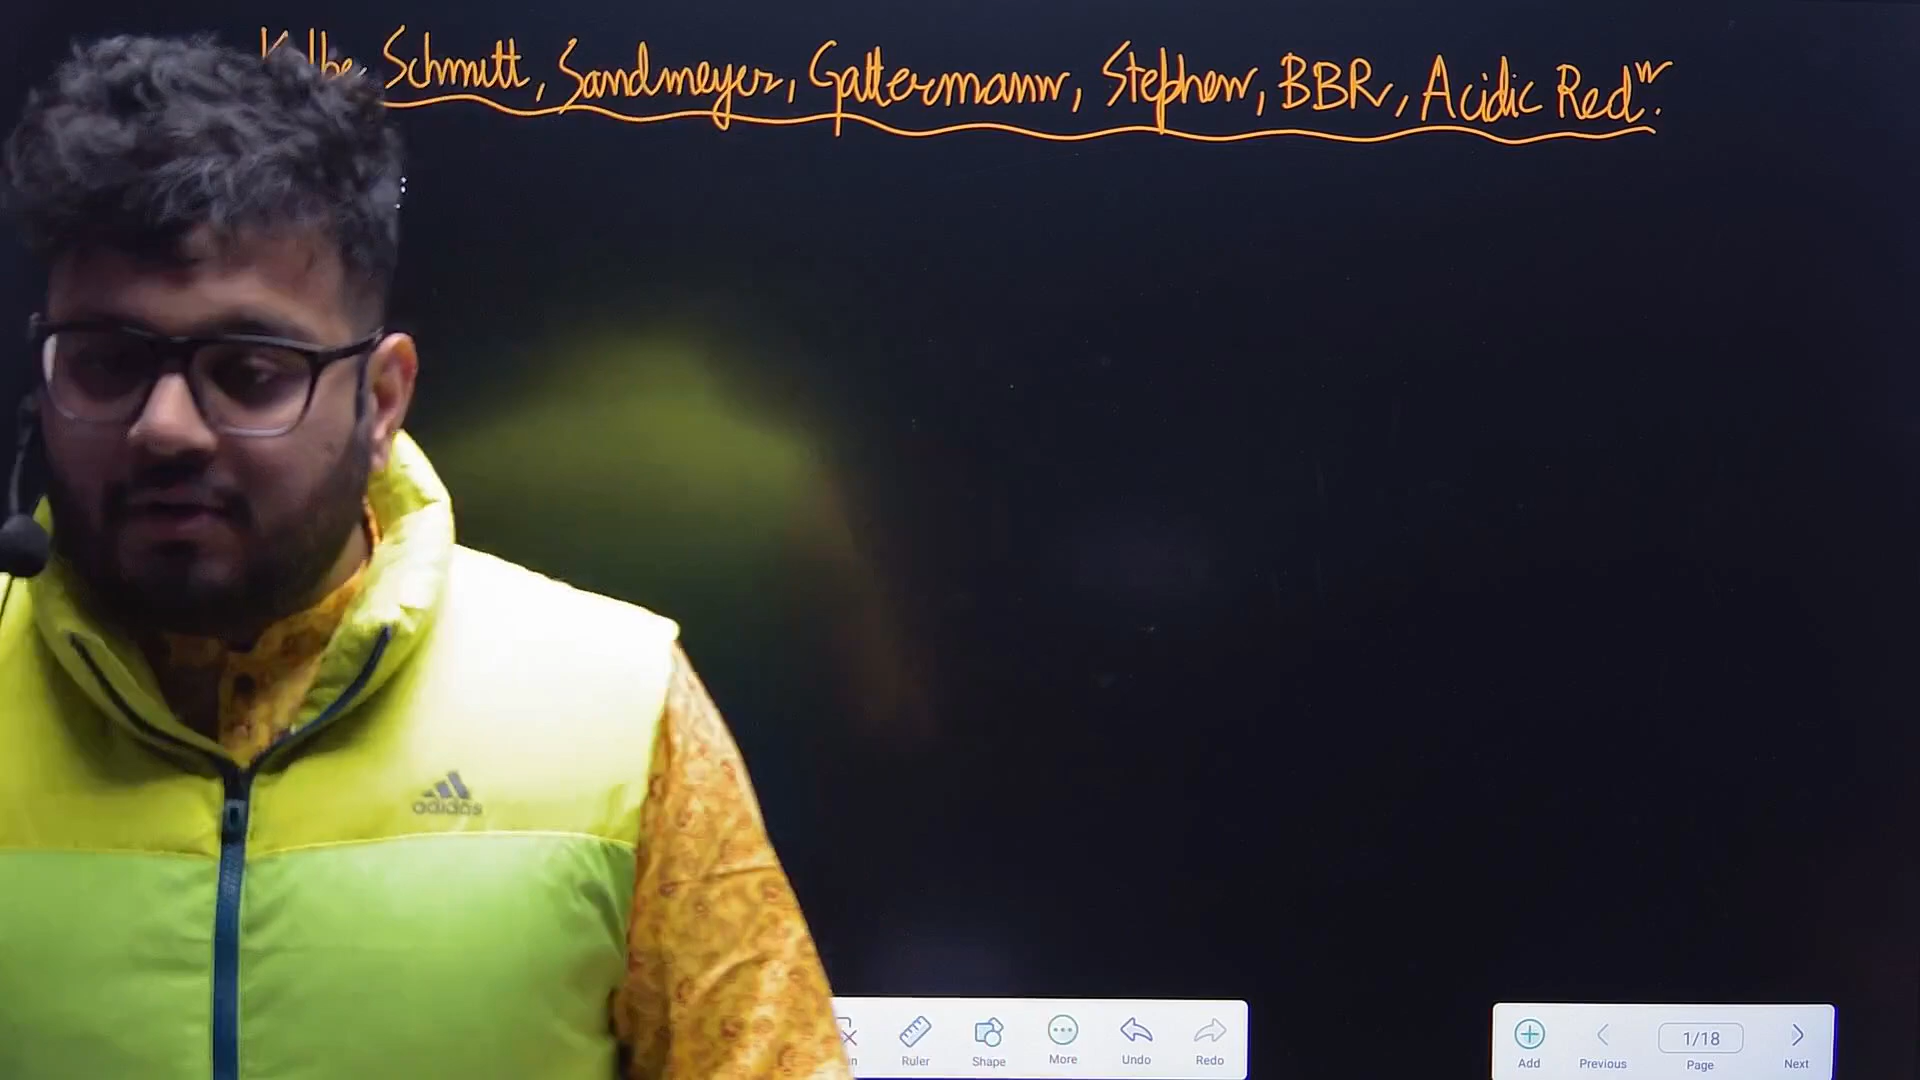 Kolbe Schmitt, Sandmeyer, Gattermann, Stephen, BBR, Acidic Redⁿ.
adidas
Ruler Shape More Undo Redo
Add Previous 1/18 Page Next